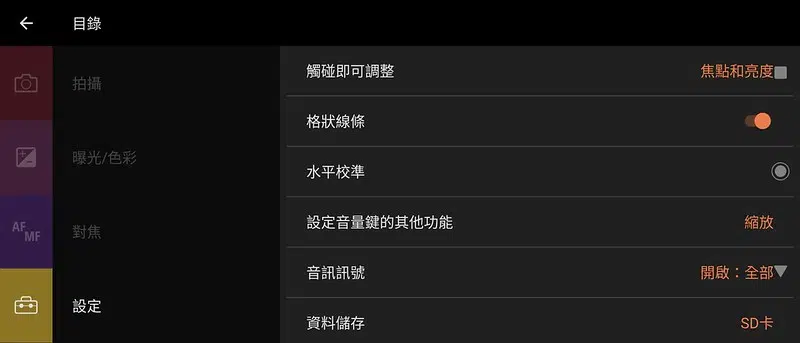 目錄
拍攝
曝光/色彩
AF
MF
對焦
設定
觸碰即可調整 焦點和亮度
格狀線條
水平校準
設定音量鍵的其他功能 縮放
音訊訊號 開啟：全部
資料儲存 SD卡